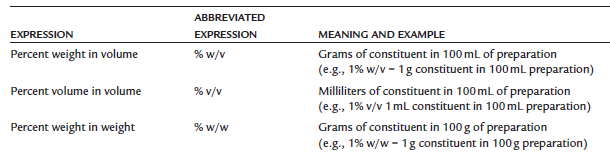 ABBREVIATED
EXPRESSION EXPRESSION MEANING AND EXAMPLE
Percent weight in volume % w/v Grams of constituent in 100 mL of preparation
(e.g., 1% w/v = 1 g constituent in 100 mL preparation)
Percent volume in volume % v/v Milliliters of constituent in 100 mL of preparation
(e.g., 1% v/v 1 mL constituent in 100 mL preparation)
Percent weight in weight % w/w Grams of constituent in 100 g of preparation
(e.g., 1% w/w = 1 g constituent in 100 g preparation)